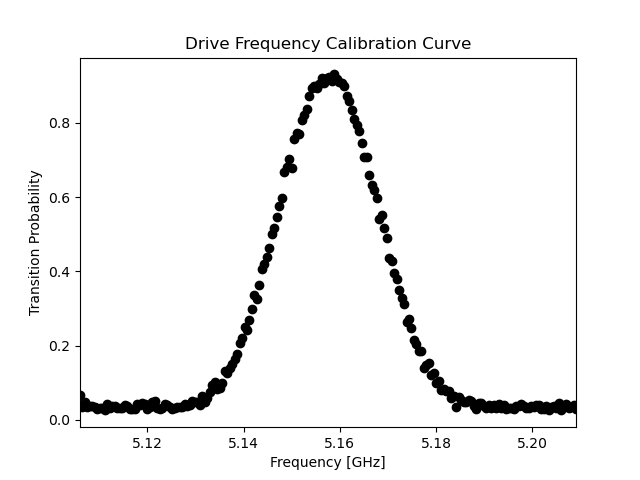 Drive Frequency Calibration Curve
Transition Probability
0.8
0.6
0.4
0.2
0.0
5.12 5.14 5.16 5.18 5.20
Frequency [GHz]